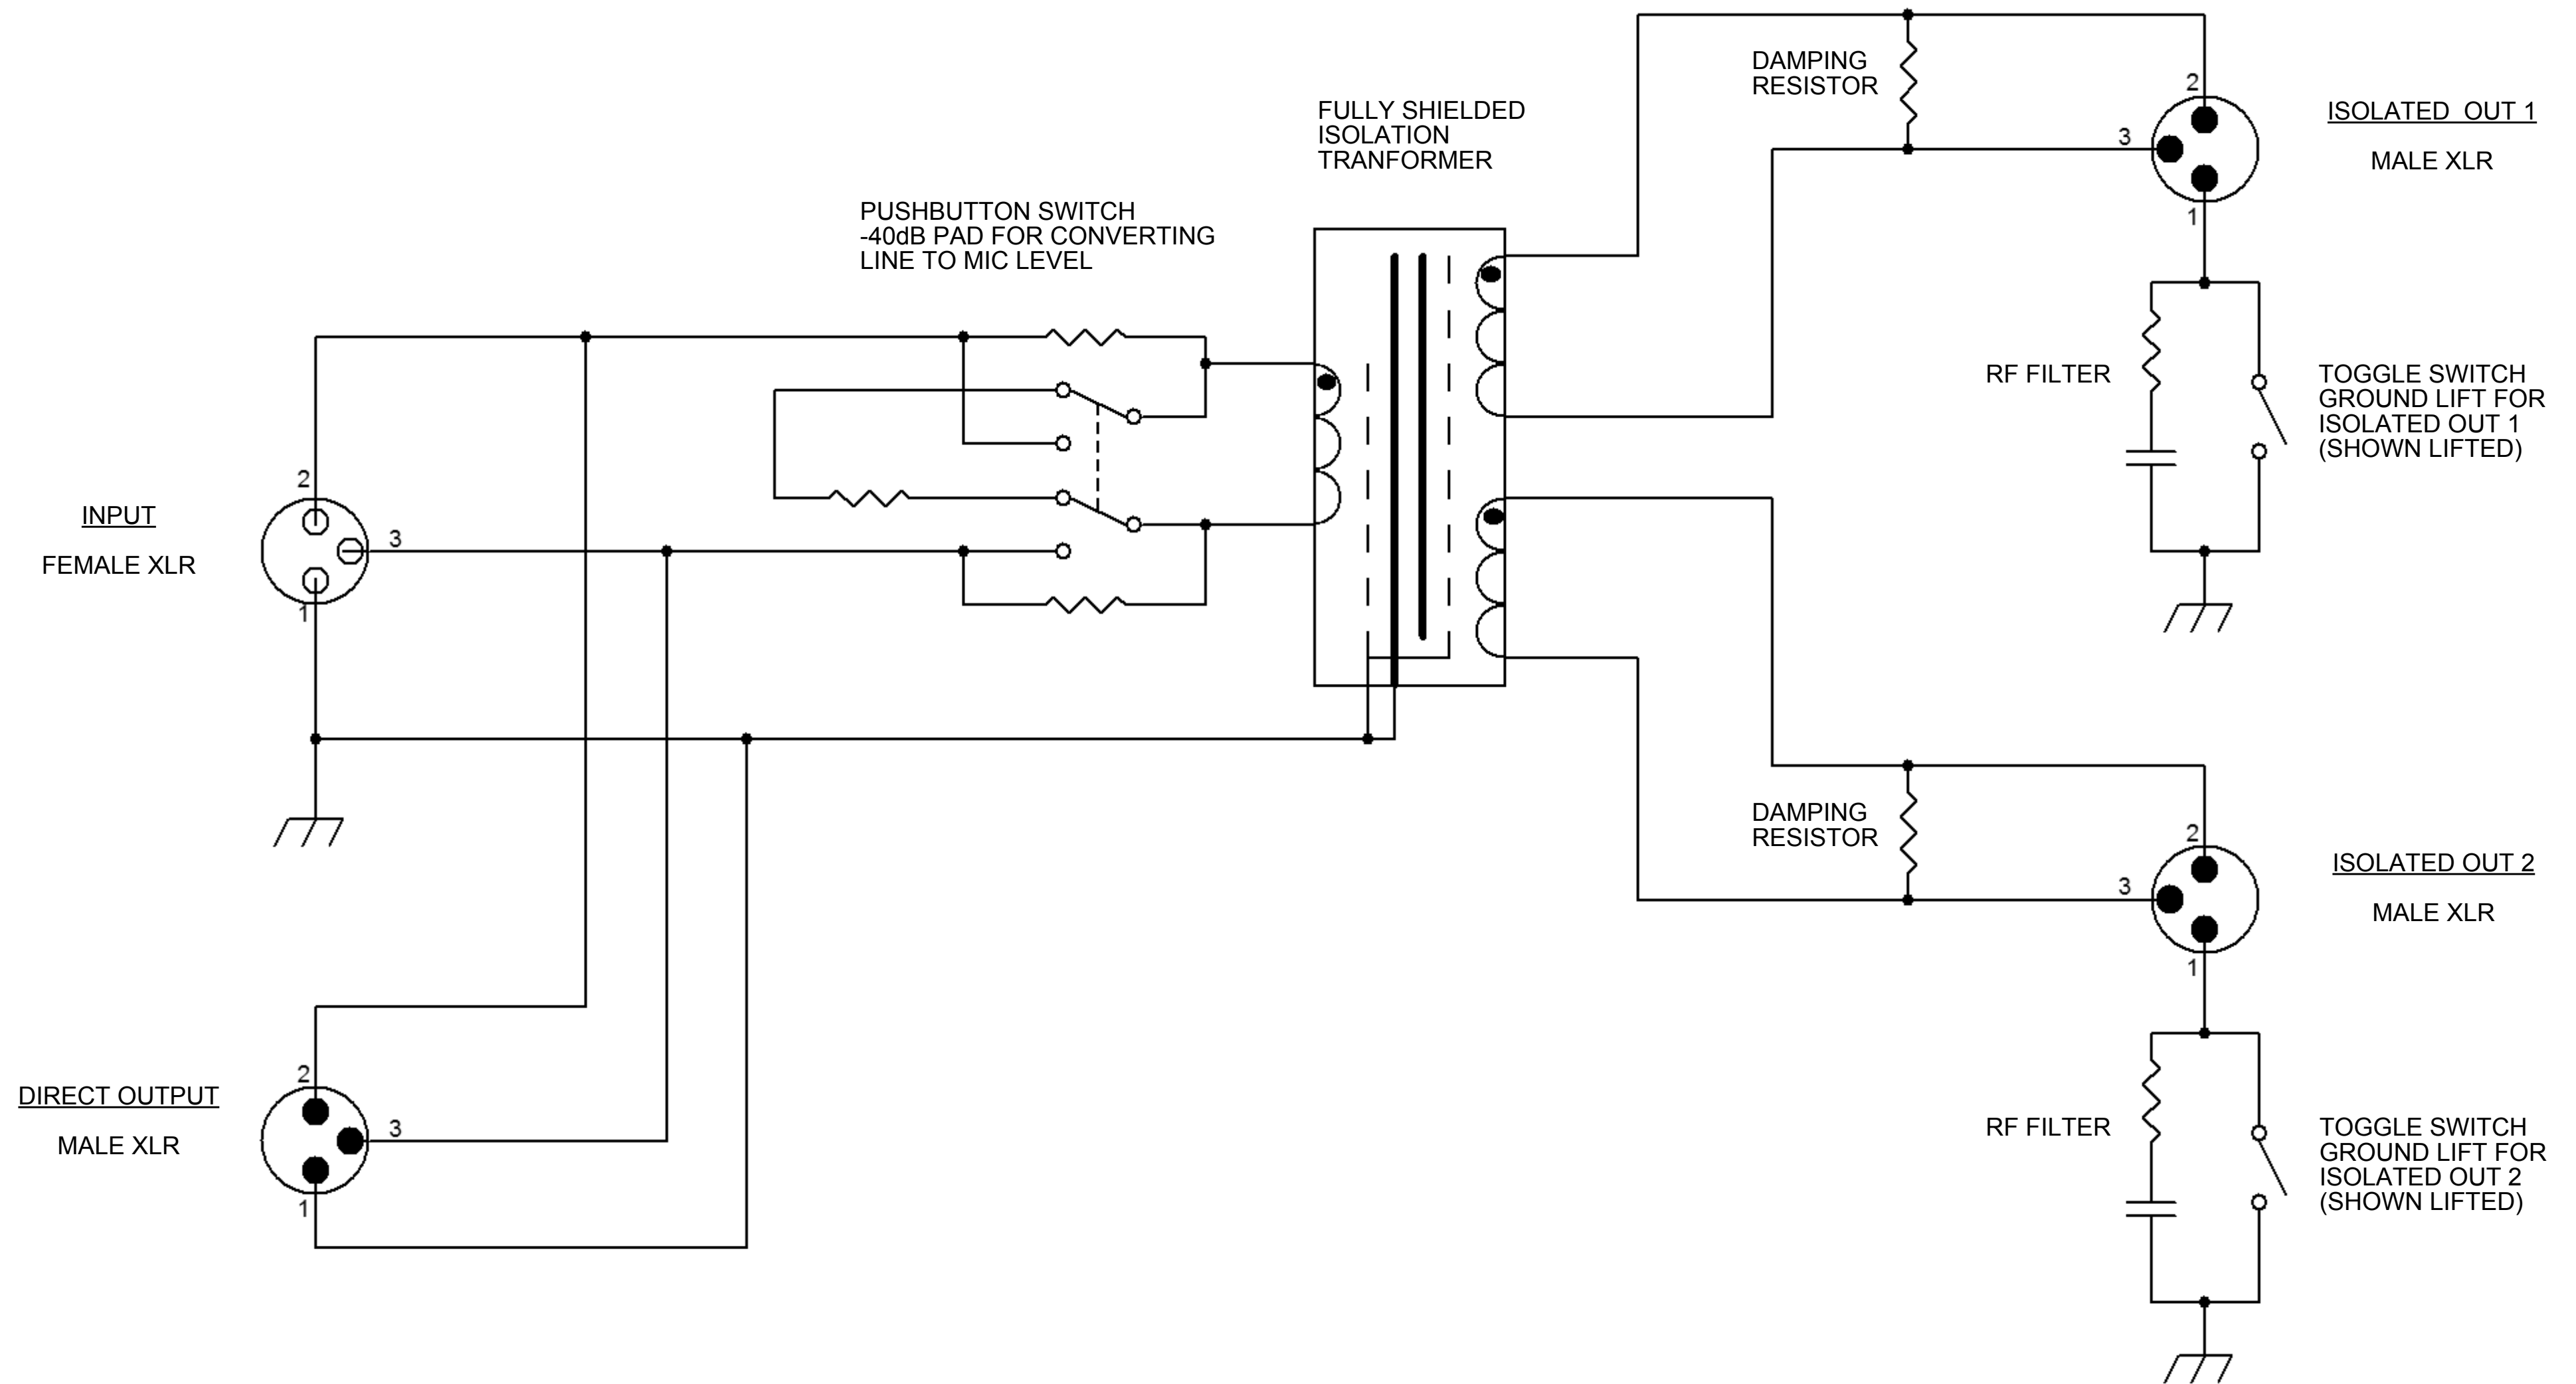 DAMPING
RESISTOR
2
3
1
ISOLATED  OUT 1
MALE XLR
FULLY SHIELDED
ISOLATION
TRANFORMER
PUSHBUTTON SWITCH
-40dB PAD FOR CONVERTING
LINE TO MIC LEVEL
RF FILTER
TOGGLE SWITCH
GROUND LIFT FOR
ISOLATED OUT 1
(SHOWN LIFTED)
INPUT
FEMALE XLR
2
3
1
DAMPING
RESISTOR
2
3
1
ISOLATED OUT 2
MALE XLR
DIRECT OUTPUT
MALE XLR
2
3
1
RF FILTER
TOGGLE SWITCH
GROUND LIFT FOR
ISOLATED OUT 2
(SHOWN LIFTED)